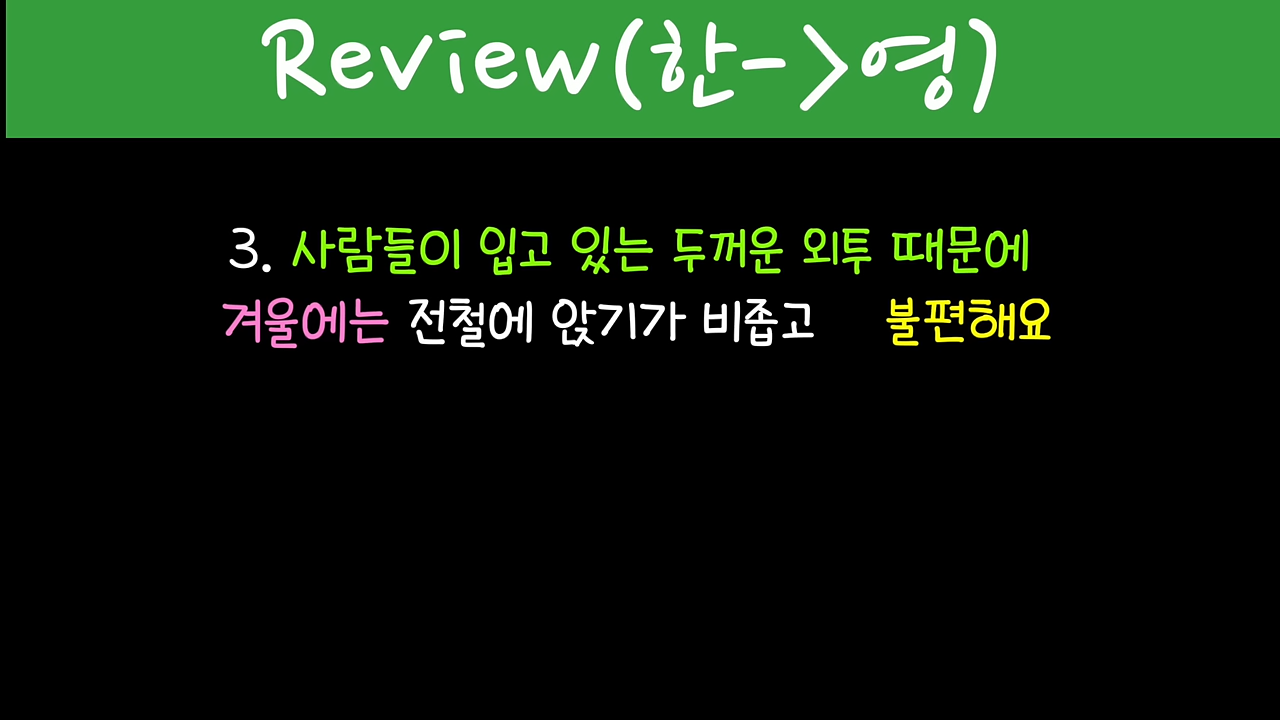 Review(한->영)
3. 사람들이 입고 있는 두꺼운 외투 때문에
겨울에는 전철에 앉기가 비좁고 불편해요